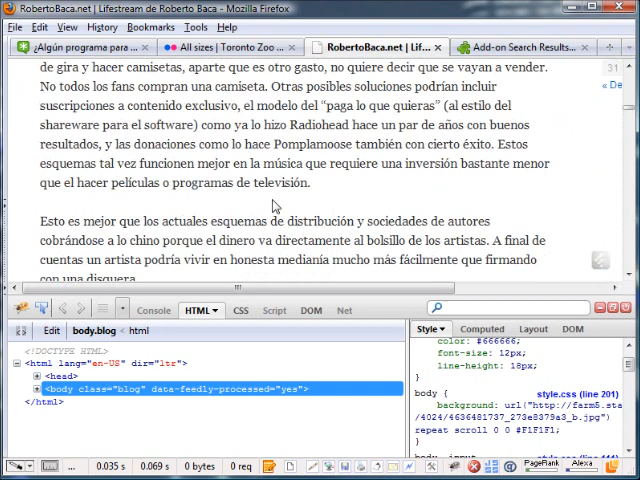 RobertoBaca.net | Lifestream de Roberto Baca - Mozilla Firefox
File Edit View History Bookmarks Tools Help
¿Algún programa para ...
All sizes | Toronto Zoo ...
RobertoBaca.net | Lif...
Add-on Search Results...
de gira y hacer camisetas, aparte que es otro gasto, no quiere decir que se vayan a vender.
No todos los fans compran una camiseta. Otras posibles soluciones podrían incluir
suscripciones a contenido exclusivo, el modelo del “paga lo que quieras” (al estilo del
shareware para el software) como ya lo hizo Radiohead hace un par de años con buenos
resultados, y las donaciones como lo hace Pomplamoose también con cierto éxito. Estos
esquemas tal vez funcionen mejor en la música que requiere una inversión bastante menor
que el hacer películas o programas de televisión.
31
« De
Esto es mejor que los actuales esquemas de distribución y sociedades de autores
cobrándose a lo chino porque el dinero va directamente al bolsillo de los artistas. A final de
cuentas un artista podría vivir en honesta medianía mucho más fácilmente que firmando
con una disquera
Console HTML CSS Script DOM Net
Edit body.blog < html
<!DOCTYPE HTML>
<html lang="en-US" dir="ltr">
<head>
<body class="blog" data-feedly-processed="yes">
</html>
Style Computed Layout DOM
color: #666666;
font-size: 12px;
line-height: 18px;
}
style.css (line 201)
body {
background: url("http://farm5.sta
/4024/4636481737_273e8379a3_b.jpg")
repeat scroll 0 0 #F1F1F1;
}
style.css (line 111)
body, input,
... 0.035 s 0.069 s 0 bytes 0 req
PageRank
Alexa